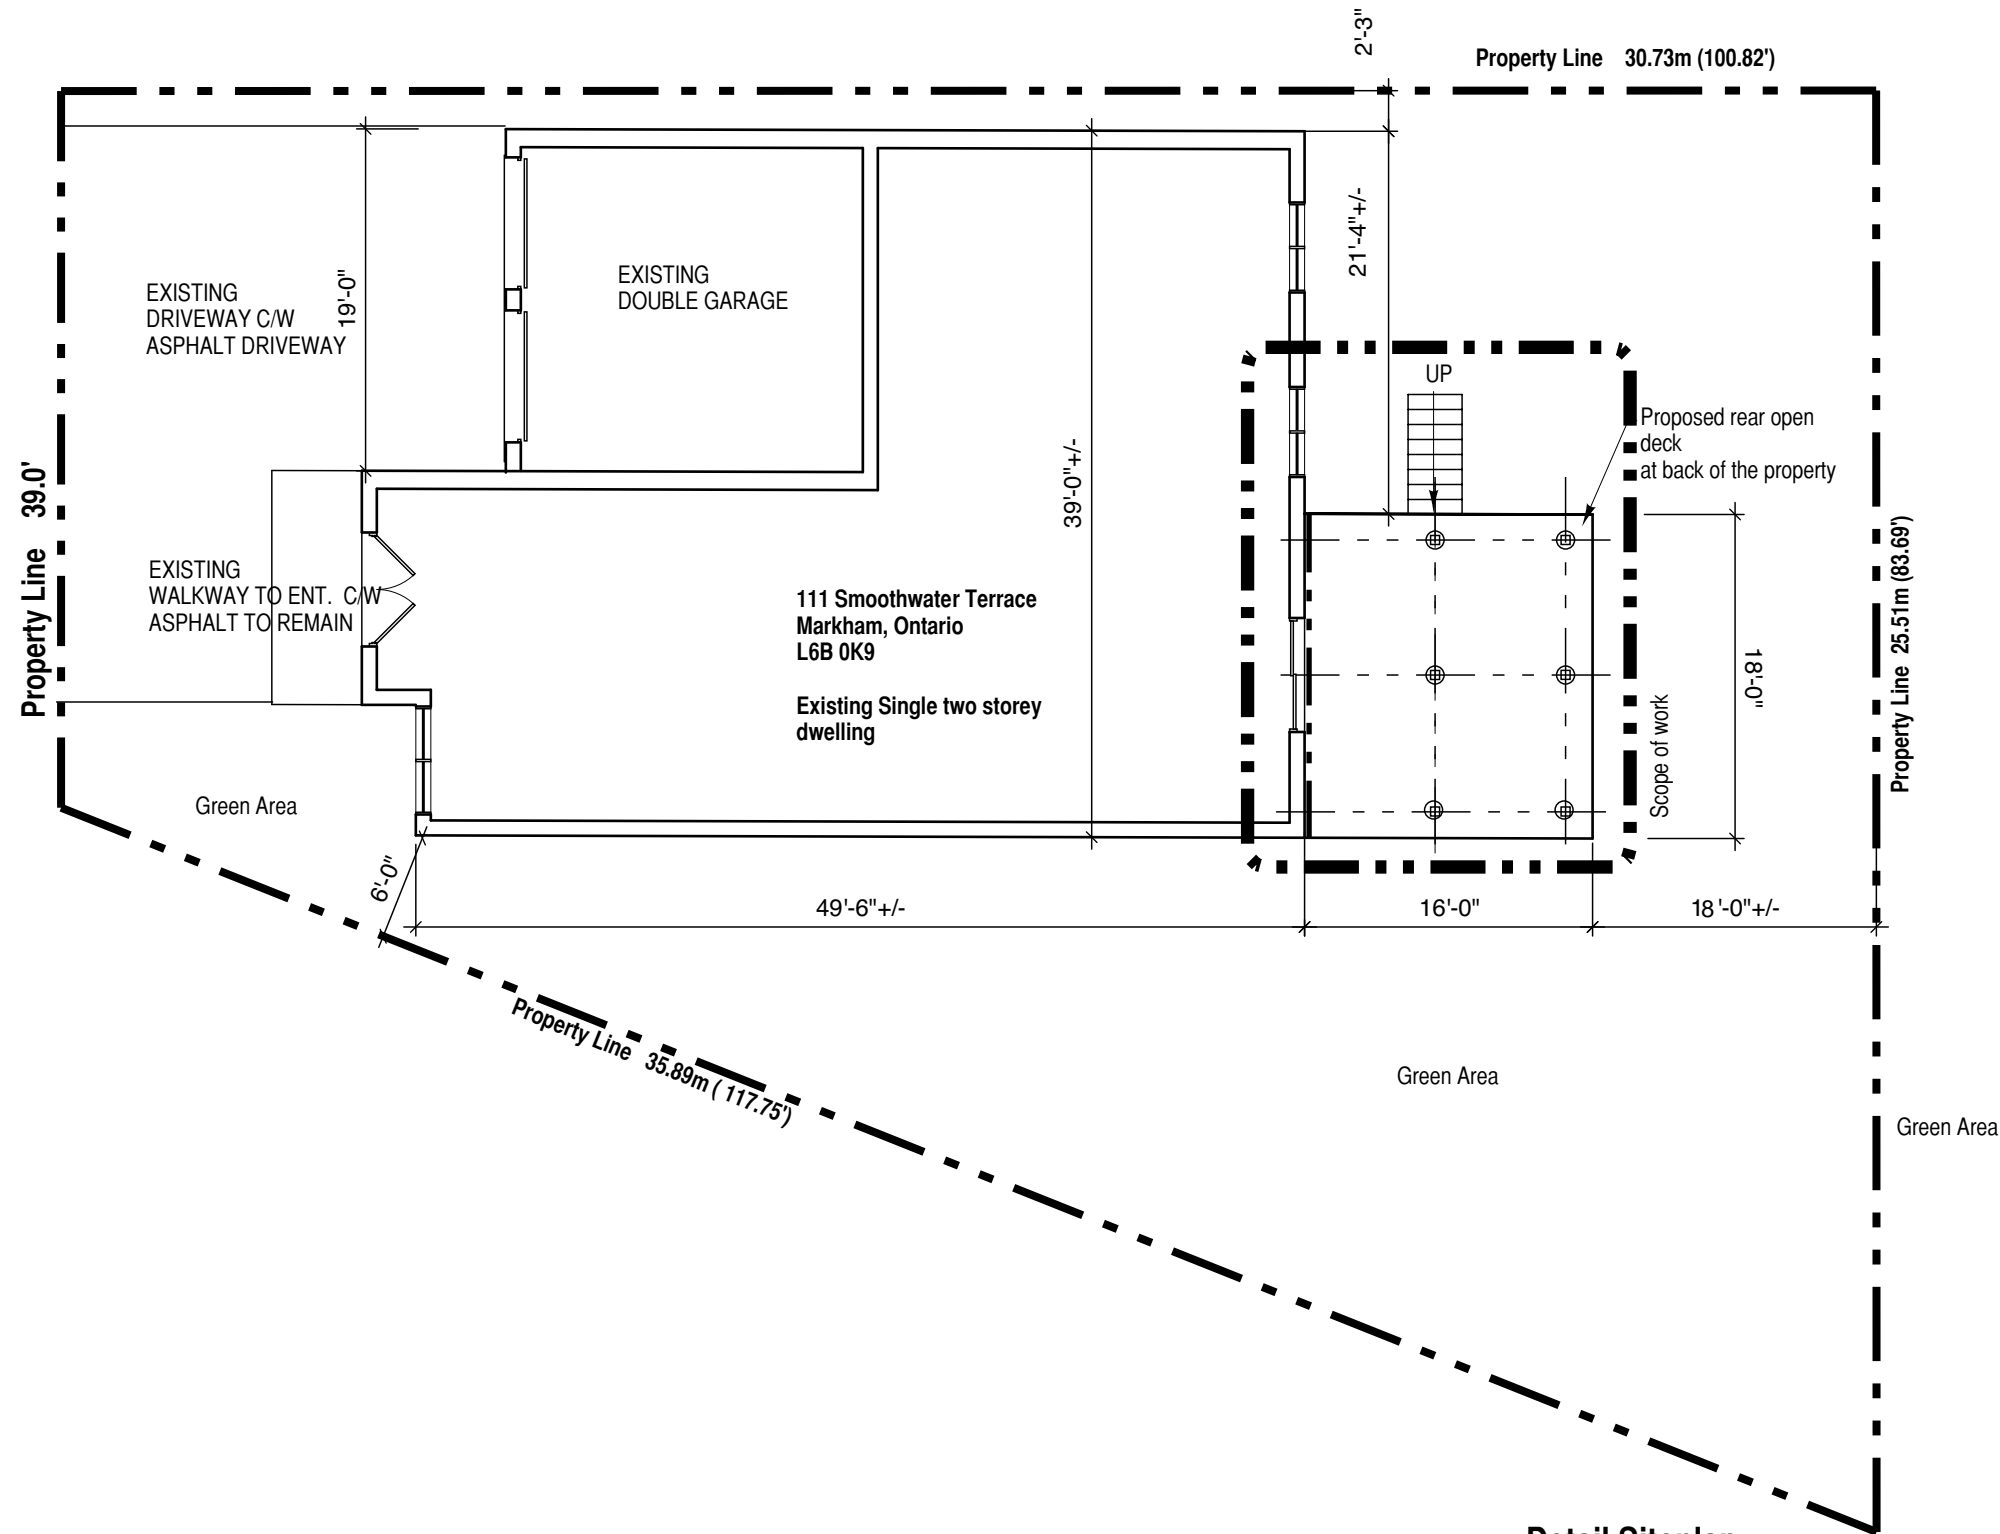 2'-3"
Property Line 30.73m (100.82')
EXISTING
DRIVEWAY C/W
ASPHALT DRIVEWAY
19'-0"
EXISTING
DOUBLE GARAGE
21'-4"+/-
UP
Proposed rear open
deck
at back of the property
39'-0"+/-
Property Line 39.0'
EXISTING
WALKWAY TO ENT. C/W
ASPHALT TO REMAIN
111 Smoothwater Terrace
Markham, Ontario
L6B 0K9
Existing Single two storey
dwelling
18'-0"
Scope of work
Property Line 25.51m (83.69')
Green Area
6'-0"
49'-6"+/-
16'-0"
18'-0"+/-
Property Line 35.89m ( 117.75')
Green Area
Green Area
Detail Siteplan